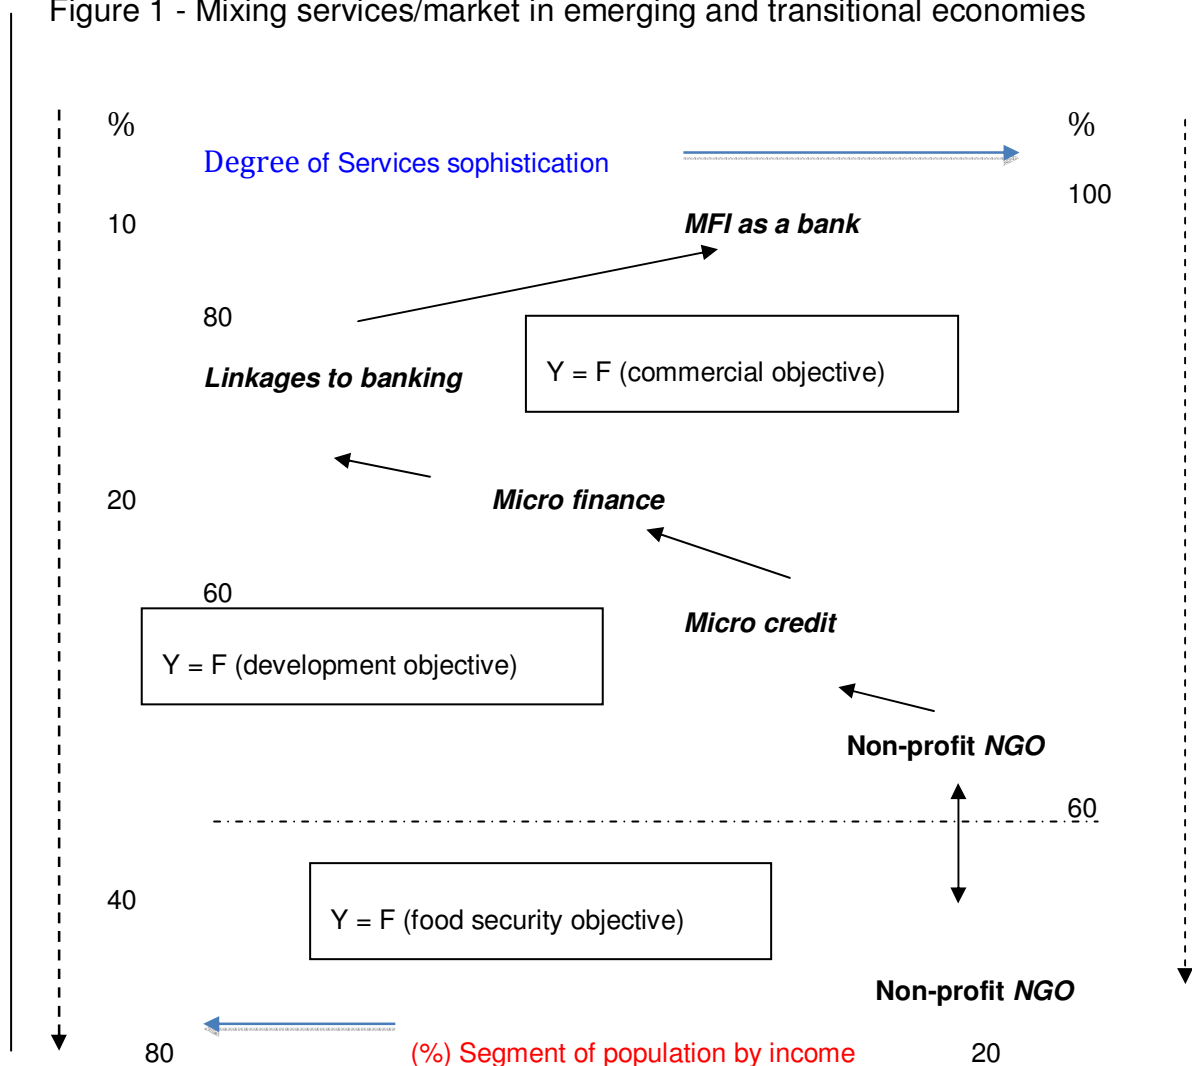 Figure 1 - Mixing services/market in emerging and transitional economies
% %
Degree of Services sophistication
100
10 MFI as a bank
80
Y = F (commercial objective)
Linkages to banking
20 Micro finance
60
Micro credit
Y = F (development objective)
Non-profit NGO
60
40
Y = F (food security objective)
Non-profit NGO
80 (%) Segment of population by income 20